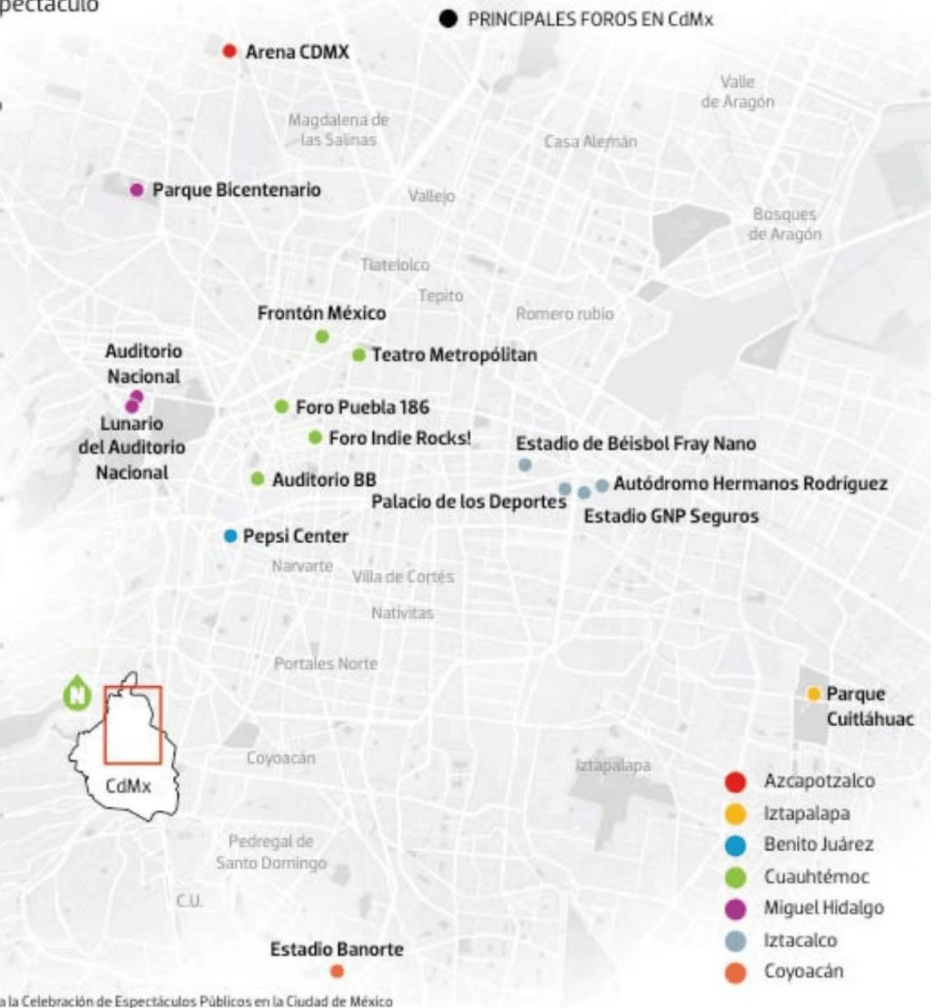 pectáculo
PRINCIPALES FOROS EN CdMx
Arena CDMX
Valle
de Aragón
Magdalena de
las Salinas
Casa Alemán
Parque Bicentenario
Vallejo
Bosques
de Aragón
Tlatelolco
Tepito
Romero rubio
Frontón México
Auditorio
Nacional
Teatro Metropólitan
Lunario
del Auditorio
Nacional
Foro Puebla 186
Foro Indie Rocks!
Estadio de Béisbol Fray Nano
Auditorio BB
Autódromo Hermanos Rodríguez
Palacio de los Deportes
Estadio GNP Seguros
Pepsi Center
Narvarte
Villa de Cortés
Nativitas
Portales Norte
N
CdMx
Parque
Cuitláhuac
Coyoacán
Iztapalapa
Pedregal de
Santo Domingo
C.U.
Azcapotzalco
Iztapalapa
Benito Juárez
Cuauhtémoc
Miguel Hidalgo
Iztacalco
Coyoacán
Estadio Banorte
a la Celebración de Espectáculos Públicos en la Ciudad de México